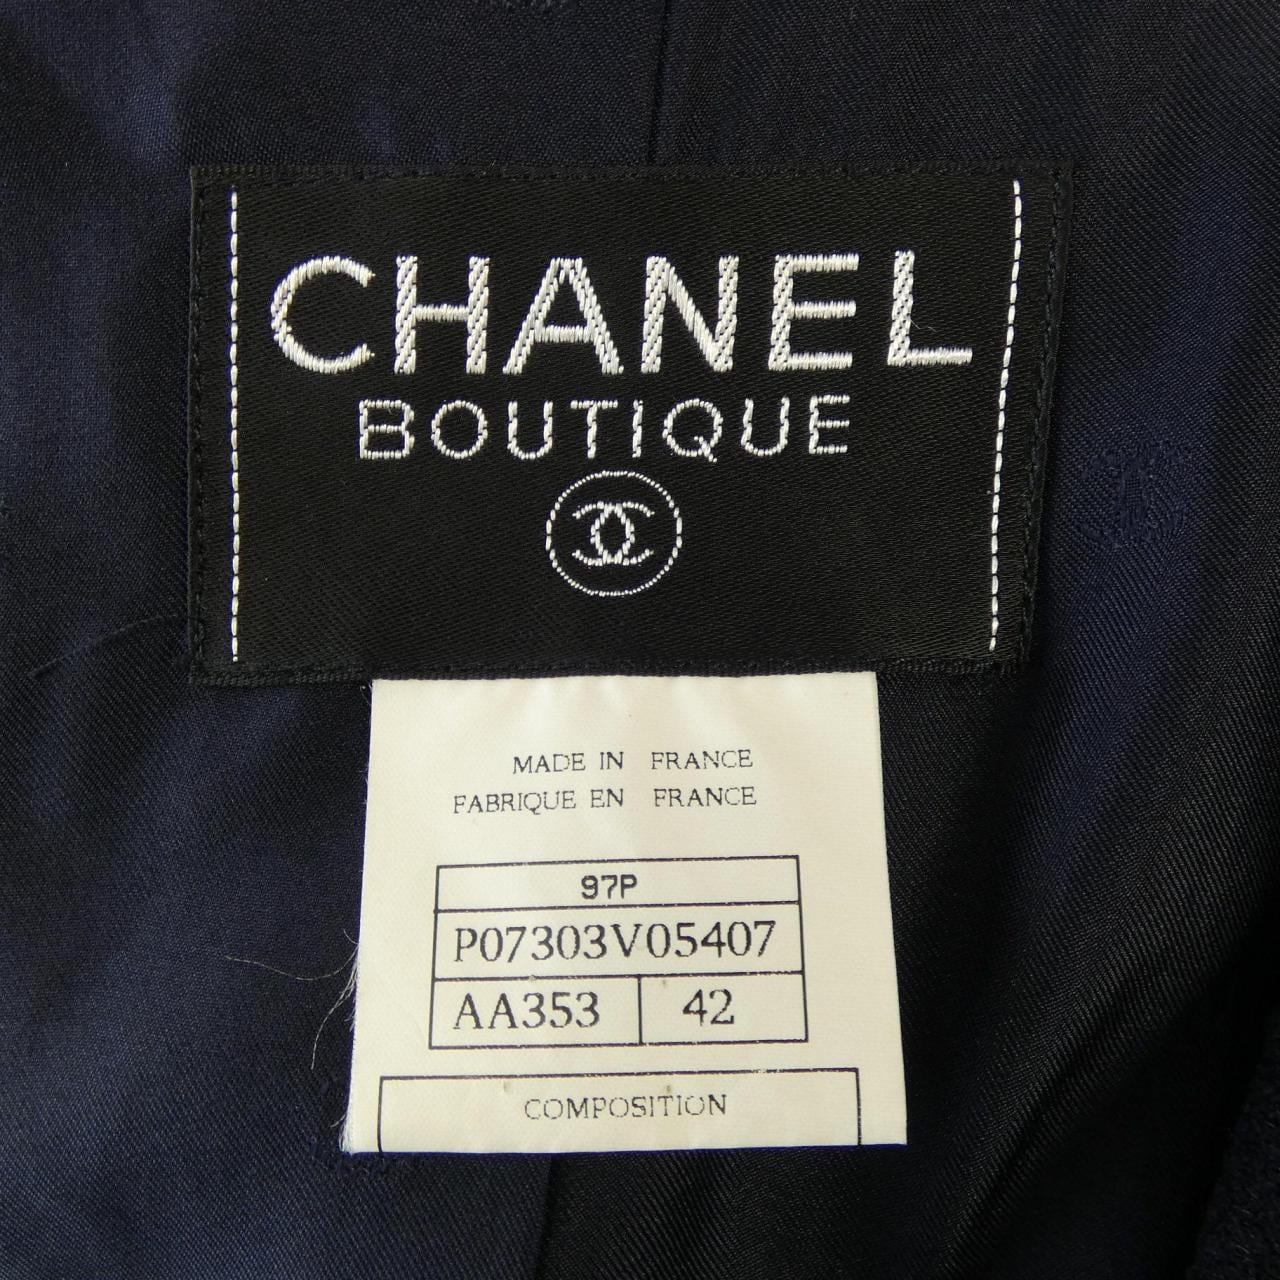 CHANEL
BOUTIQUE
MADE IN FRANCE
FABRIQUE EN FRANCE
97P
P07303V05407
AA353 42
COMPOSITION